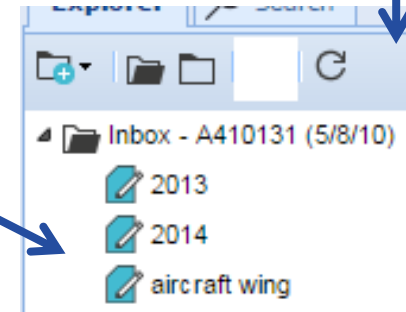 Explorer Search
Inbox - A410131 (5/8/10)
2013
2014
aircraft wing